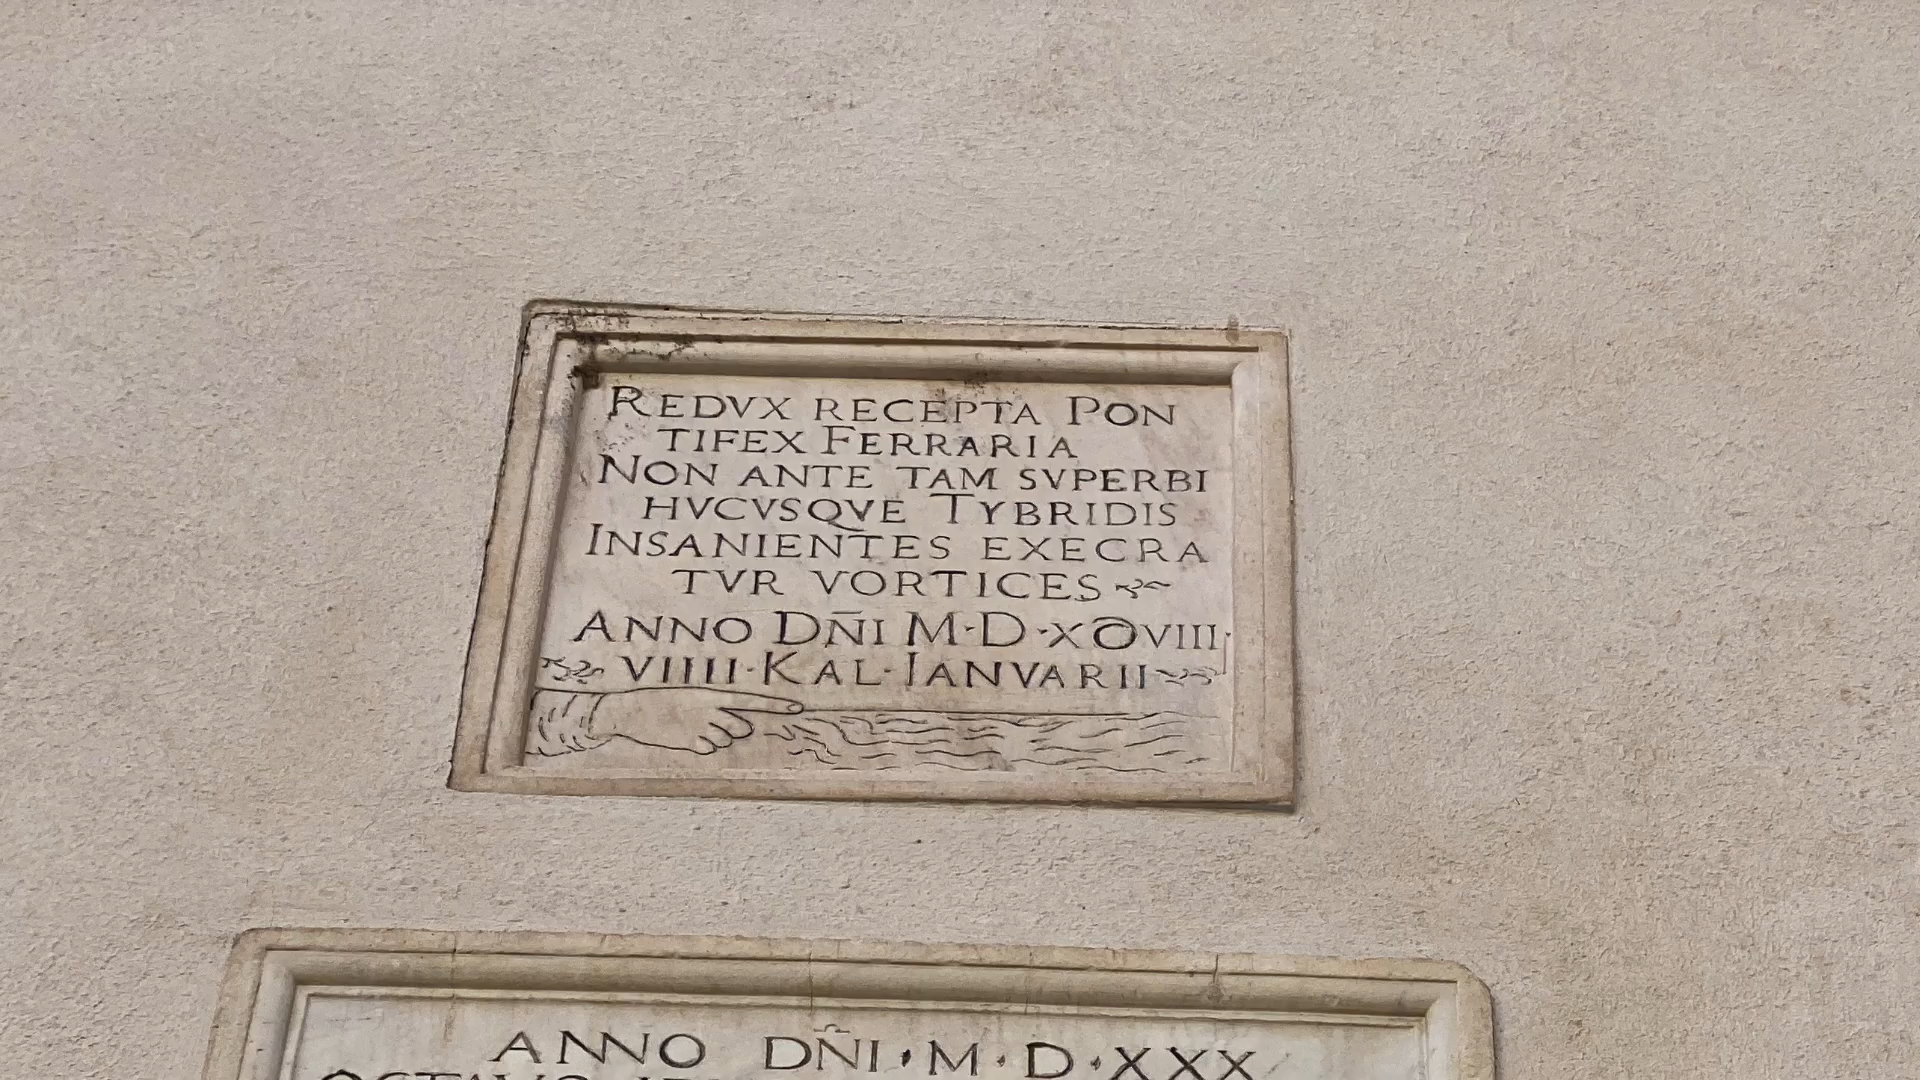 REDVX RECEPTA PON
TIFEX FERRARIA
NON ANTE TAM SVPERBI
HVCVSQVE TYBRIDIS
INSANIENTES EXECRA
TVR VORTICES
ANNO DÑI M·D·XƆVIII·
VIIII·KAL·IANVARII
ANNO DÑI·M·D·XXX